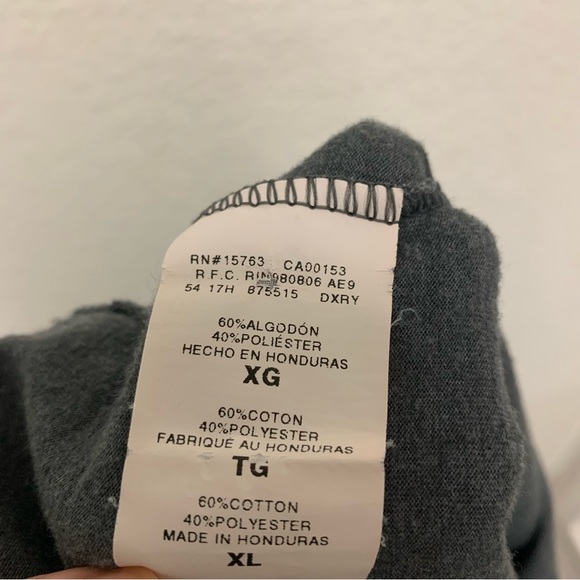 RN#15763 CA00153
R F.C. RIN980806 AE9
54 17H 875515 DXRY
60%ALGODÓN
40%POLIÉSTER
HECHO EN HONDURAS
XG
60%COTON
40%POLYESTER
FABRIQUÉ AU HONDURAS
TG
60%COTTON
40%POLYESTER
MADE IN HONDURAS
XL